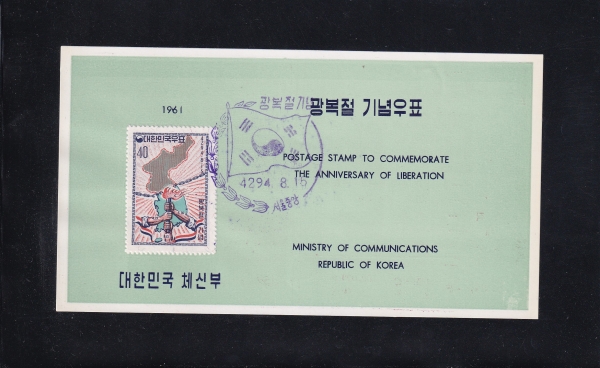 1961
광복절 기념우표
대한민국우표
40
POSTAGE STAMP TO COMMEMORATE
THE ANNIVERSARY OF LIBERATION
4294. 8. 15
MINISTRY OF COMMUNICATIONS
REPUBLIC OF KOREA
대한민국 체신부